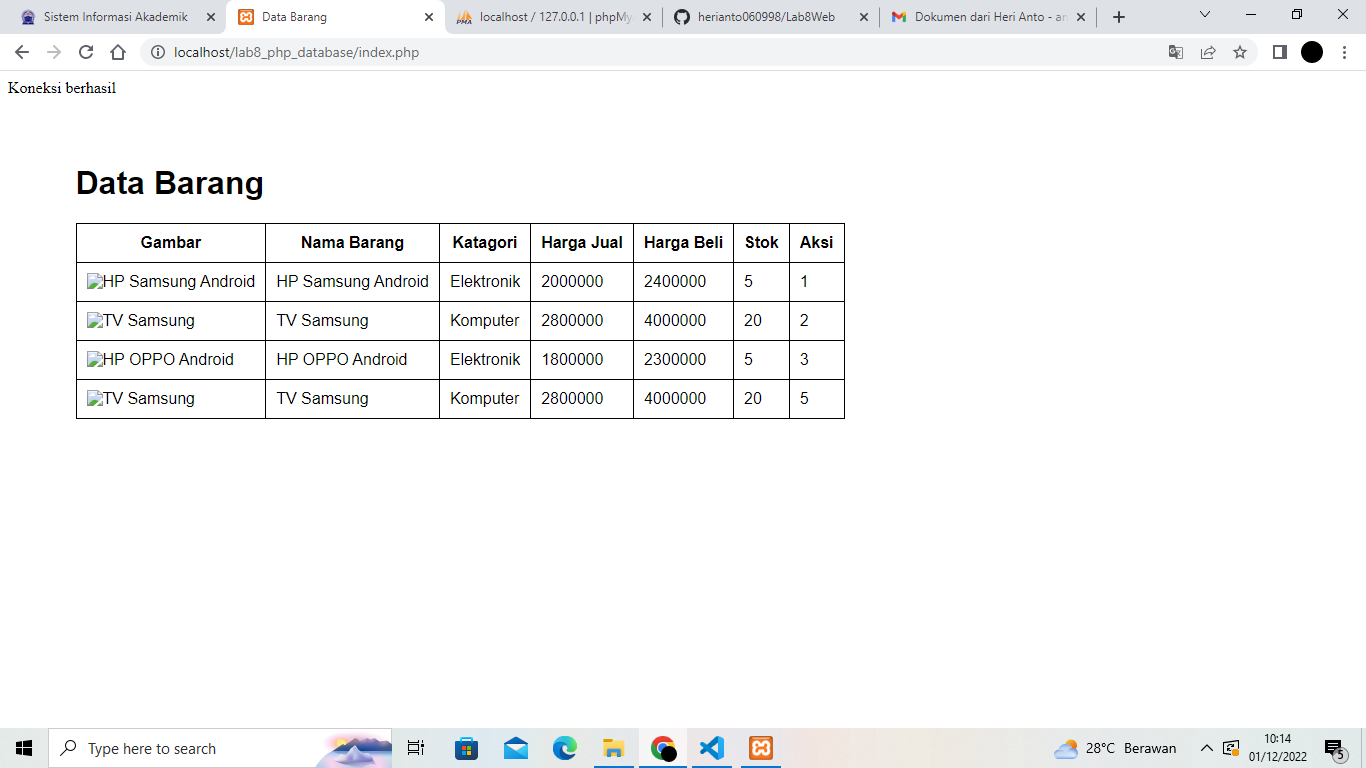 Sistem Informasi Akademik
Data Barang
localhost / 127.0.0.1 | phpMy
herianto060998/Lab8Web
Dokumen dari Heri Anto - an
localhost/lab8_php_database/index.php
Koneksi berhasil
Data Barang
Gambar Nama Barang Katagori Harga Jual Harga Beli Stok Aksi
HP Samsung Android HP Samsung Android Elektronik 2000000 2400000 5 1
TV Samsung TV Samsung Komputer 2800000 4000000 20 2
HP OPPO Android HP OPPO Android Elektronik 1800000 2300000 5 3
TV Samsung TV Samsung Komputer 2800000 4000000 20 5
Type here to search
28°C Berawan
10:14
01/12/2022
5